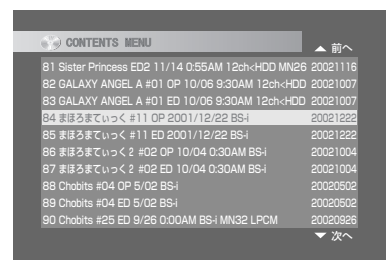 CONTENTS MENU
▲ 前へ
81 Sister Princess ED2 11/14 0:55AM 12ch<HDD MN26 20021116
82 GALAXY ANGEL A #01 OP 10/06 9:30AM 12ch<HDD 20021007
83 GALAXY ANGEL A #01 ED 10/06 9:30AM 12ch<HDD 20021007
84 まほろまてぃっく #11 OP 2001/12/22 BS-i 20021222
85 まほろまてぃっく #11 ED 2001/12/22 BS-i 20021222
86 まほろまてぃっく2 #02 OP 10/04 0:30AM BS-i 20021004
87 まほろまてぃっく2 #02 ED 10/04 0:30AM BS-i 20021004
88 Chobits #04 OP 5/02 BS-i 20020502
89 Chobits #04 ED 5/02 BS-i 20020502
90 Chobits #25 ED 9/26 0:00AM BS-i MN32 LPCM 20020926
▼ 次へ